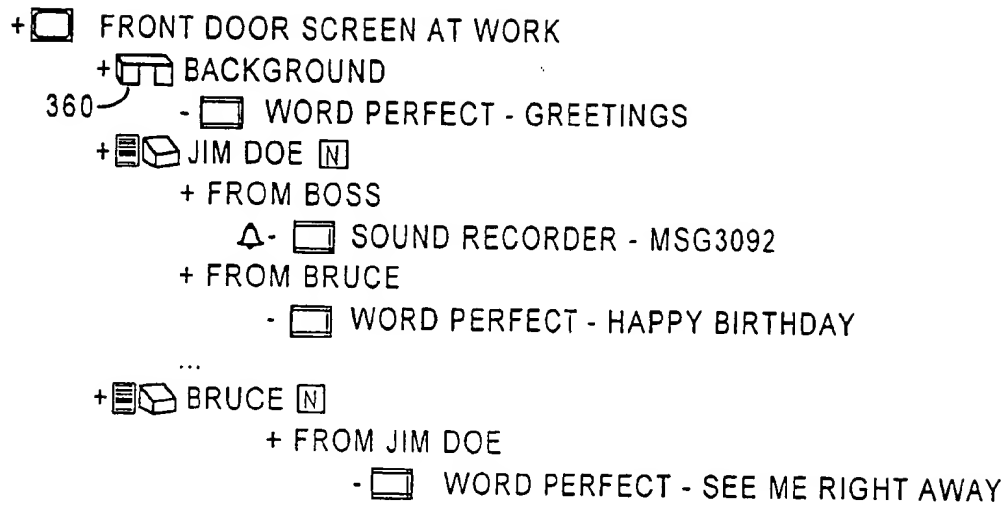 + FRONT DOOR SCREEN AT WORK
+ BACKGROUND
360
- WORD PERFECT - GREETINGS
+ JIM DOE N
+ FROM BOSS
- SOUND RECORDER - MSG3092
+ FROM BRUCE
- WORD PERFECT - HAPPY BIRTHDAY
...
+ BRUCE N
+ FROM JIM DOE
- WORD PERFECT - SEE ME RIGHT AWAY